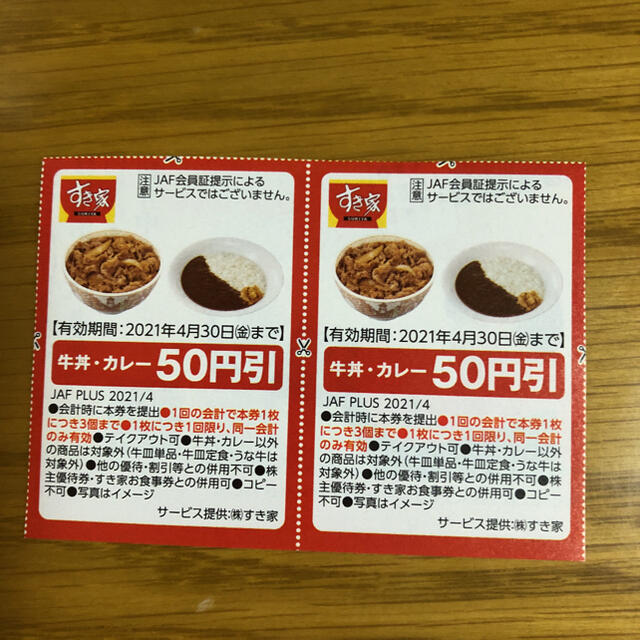 すき家
SUKIYA
注意
JAF会員証提示による
サービスではございません。
【有効期間:2021年4月30日㊎まで】
牛丼・カレー 50円引
JAF PLUS 2021/4
●会計時に本券を提出●1回の会計で本券1枚
につき3個まで●1枚につき1回限り、同一会計
のみ有効●テイクアウト可●牛丼・カレー以外
の商品は対象外(牛皿単品・牛皿定食・うな牛は
対象外)●他の優待・割引等との併用不可●株
主優待券・すき家お食事券との併用可●コピー
不可●写真はイメージ
サービス提供:㈱すき家
すき家
SUKIYA
注意
JAF会員証提示による
サービスではございません。
【有効期間:2021年4月30日㊎まで】
牛丼・カレー 50円引
JAF PLUS 2021/4
●会計時に本券を提出●1回の会計で本券1枚
につき3個まで●1枚につき1回限り、同一会計
のみ有効●テイクアウト可●牛丼・カレー以外
の商品は対象外(牛皿単品・牛皿定食・うな牛は
対象外)●他の優待・割引等との併用不可●株
主優待券・すき家お食事券との併用可●コピー
不可●写真はイメージ
サービス提供:㈱すき家